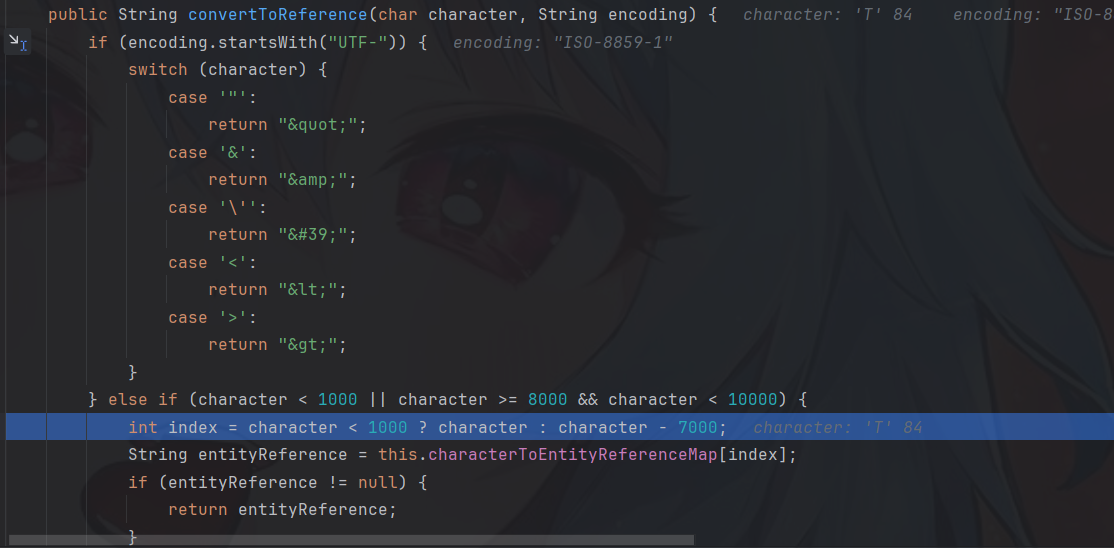 public String convertToReference(char character, String encoding) {   character: 'T' 84    encoding: "ISO-8
if (encoding.startsWith("UTF-")) {   encoding: "ISO-8859-1"
switch (character) {
case '"':
return "&quot;";
case '&':
return "&amp;";
case '\'':
return "&#39;";
case '<':
return "&lt;";
case '>':
return "&gt;";
}
} else if (character < 1000 || character >= 8000 && character < 10000) {
int index = character < 1000 ? character : character - 7000;   character: 'T' 84
String entityReference = this.characterToEntityReferenceMap[index];
if (entityReference != null) {
return entityReference;
}